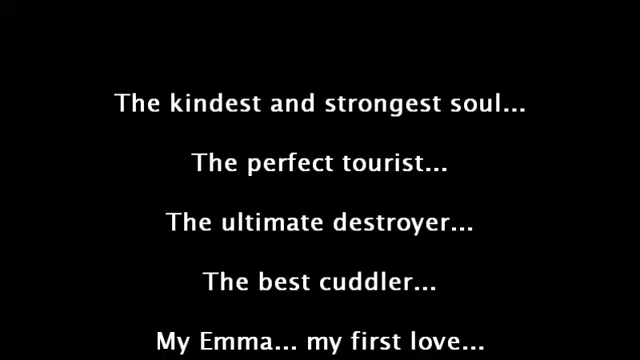 The kindest and strongest soul...
The perfect tourist...
The ultimate destroyer...
The best cuddler...
My Emma... my first love...